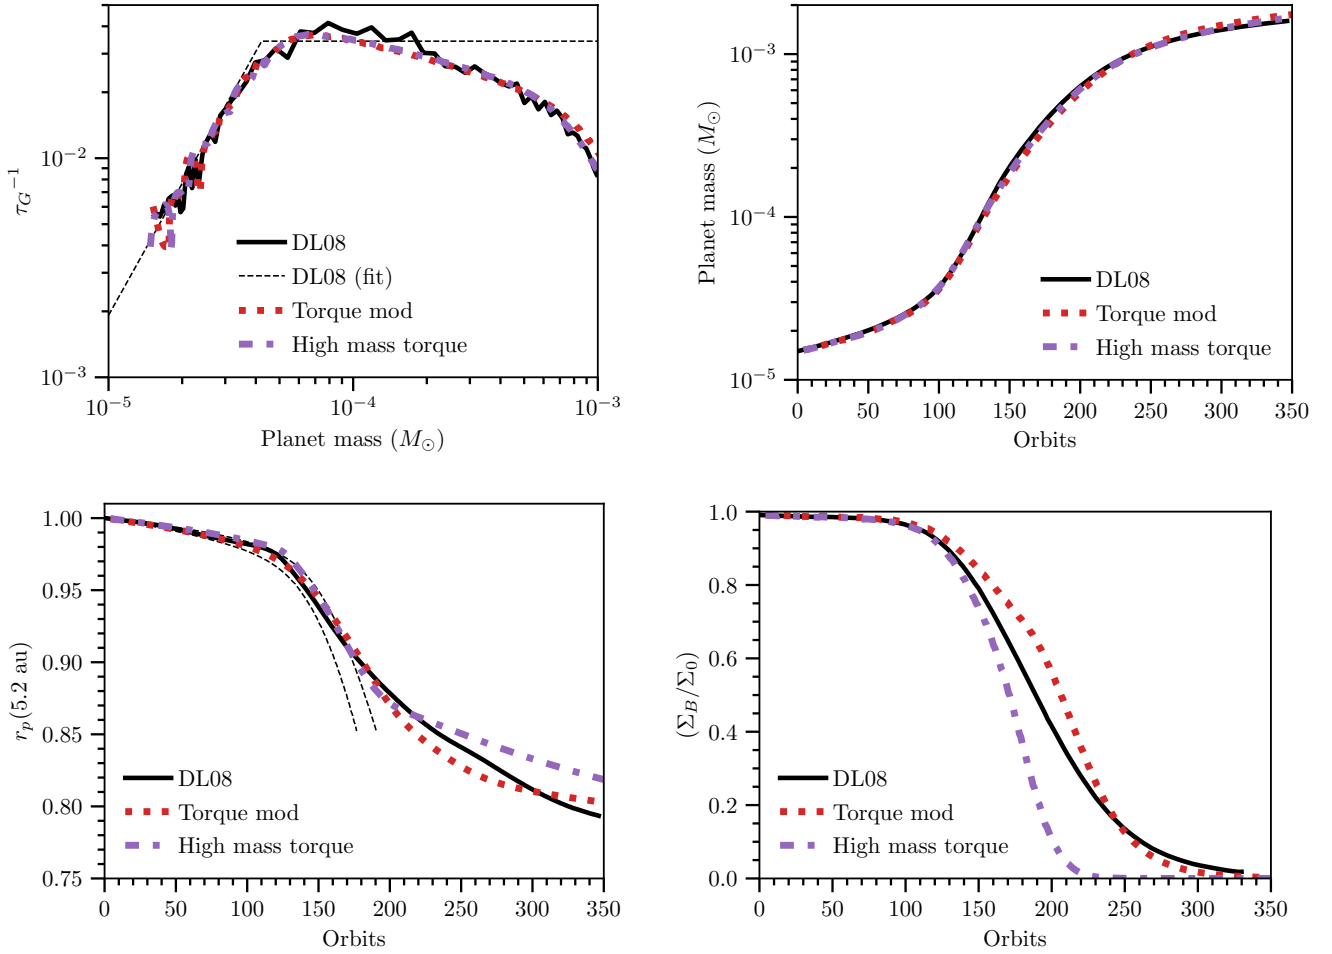 10⁻²
10⁻³
τ_G⁻¹
DL08
DL08 (fit)
Torque mod
High mass torque
10⁻⁵ 10⁻⁴ 10⁻³
Planet mass (M☉)
10⁻³
10⁻⁴
10⁻⁵
Planet mass (M☉)
DL08
Torque mod
High mass torque
0 50 100 150 200 250 300 350
Orbits
1.00
0.95
0.90
0.85
0.80
0.75
r_p(5.2 au)
DL08
Torque mod
High mass torque
0 50 100 150 200 250 300 350
Orbits
1.0
0.8
0.6
0.4
0.2
0.0
(Σ_B/Σ_0)
DL08
Torque mod
High mass torque
0 50 100 150 200 250 300 350
Orbits